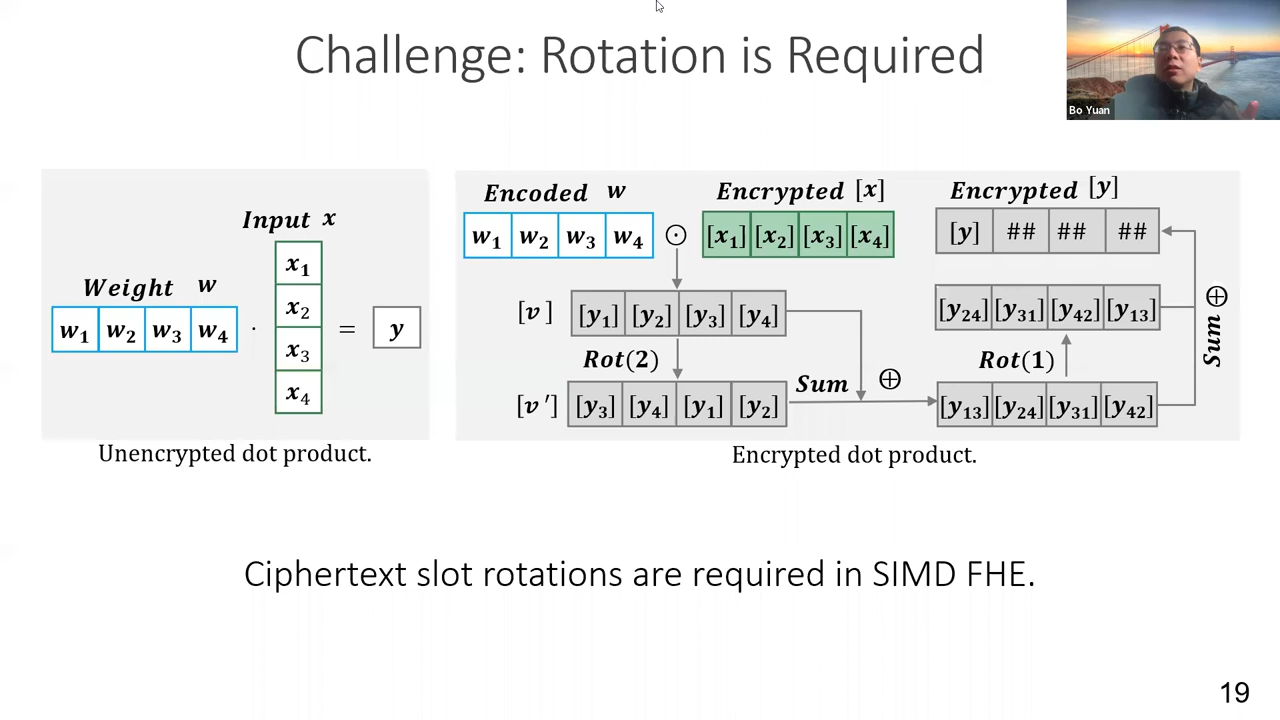 Challenge: Rotation is Required
Bo Yuan
Input x
x1
x2
x3
x4
Weight w
w1 w2 w3 w4 · = y
Unencrypted dot product.
Encoded w
w1 w2 w3 w4 ⊙
Encrypted [x]
[x1] [x2] [x3] [x4]
[v] [y1] [y2] [y3] [y4]
Rot(2)
[v'] [y3] [y4] [y1] [y2]
Sum ⊕
[y13] [y24] [y31] [y42]
Rot(1)
[y24] [y31] [y42] [y13]
Sum ⊕
Encrypted [y]
[y] ## ## ##
Encrypted dot product.
Ciphertext slot rotations are required in SIMD FHE.
19